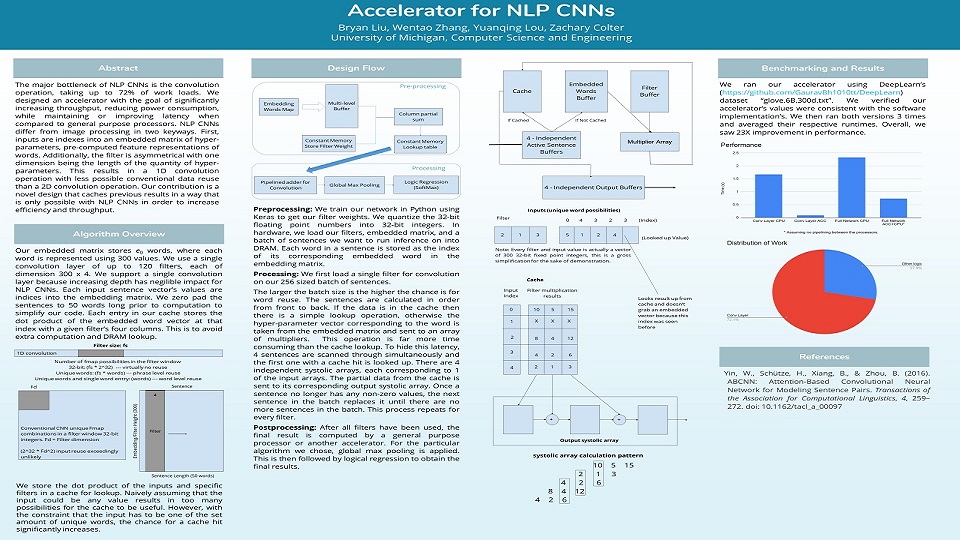 Accelerator for NLP CNNs
Bryan Liu, Wentao Zhang, Yuanqing Lou, Zachary Colter
University of Michigan, Computer Science and Engineering
Abstract
The major bottleneck of NLP CNNs is the convolution
operation, taking up to 72% of work loads. We
designed an accelerator with the goal of significantly
increasing throughput, reducing power consumption,
while maintaining or improving latency when
compared to general purpose processors. NLP CNNs
differ from image processing in two keyways. First,
inputs are indexes into an embedded matrix of hyper-
parameters, pre-computed feature representations of
words. Additionally, the filter is asymmetrical with one
dimension being the length of the quantity of hyper-
parameters. This results in a 1D convolution
operation with less possible conventional data reuse
than a 2D convolution operation. Our contribution is a
novel design that caches previous results in a way that
is only possible with NLP CNNs in order to increase
efficiency and throughput.
Algorithm Overview
Our embedded matrix stores e₀ words, where each
word is represented using 300 values. We use a single
convolution layer of up to 120 filters, each of
dimension 300 x 4. We support a single convolution
layer because increasing depth has neglible impact for
NLP CNNs. Each input sentence vector's values are
indices into the embedding matrix. We zero pad the
sentences to 50 words long prior to computation to
simplify our code. Each entry in our cache stores the
dot product of the embedded word vector at that
index with a given filter's four columns. This is to avoid
extra computation and DRAM lookup.
Filter size: fs
1D convolution
Number of fmap possibilities in the filter window
32-bit: (fs * 2^32) --- virtually no reuse
Unique words: (fs * words) --- phrase level reuse
Unique words and single word entry: (words) --- word level reuse
Fd
Sentence
4
Conventional CNN unique Fmap
combinations in a filter window 32-bit
integers. Fd = Filter dimension
(2^32 * Fd^2) input reuse exceedingly
unlikely
Embedding/Filter Height (300)
Filter
Sentence Length (50 words)
We store the dot product of the inputs and specific
filters in a cache for lookup. Naively assuming that the
input could be any value results in too many
possibilities for the cache to be useful. However, with
the constraint that the input has to be one of the set
amount of unique words, the chance for a cache hit
significantly increases.
Design Flow
Pre-processing
Embedding
Words Map
Multi-level
Buffer
Column partial
sum
Constant Memory
Store Filter Weight
Constant Memory
Lookup table
Processing
Pipelined adder for
Convolution
Global Max Pooling
Logic Regression
(SoftMax)
Preprocessing: We train our network in Python using
Keras to get our filter weights. We quantize the 32-bit
floating point numbers into 32-bit integers. In
hardware, we load our filters, embedded matrix, and a
batch of sentences we want to run inference on into
DRAM. Each word in a sentence is stored as the index
of its corresponding embedded word in the
embedding matrix.
Processing: We first load a single filter for convolution
on our 256 sized batch of sentences.
The larger the batch size is the higher the chance is for
word reuse. The sentences are calculated in order
from front to back. If the data is in the cache then
there is a simple lookup operation, otherwise the
hyper-parameter vector corresponding to the word is
taken from the embedded matrix and sent to an array
of multipliers. This operation is far more time
consuming than the cache lookup. To hide this latency,
4 sentences are scanned through simultaneously and
the first one with a cache hit is looked up. There are 4
independent systolic arrays, each corresponding to 1
of the input arrays. The partial data from the cache is
sent to its corresponding output systolic array. Once a
sentence no longer has any non-zero values, the next
sentence in the batch replaces it until there are no
more sentences in the batch. This process repeats for
every filter.
Postprocessing: After all filters have been used, the
final result is computed by a general purpose
processor or another accelerator. For the particular
algorithm we chose, global max pooling is applied.
This is then followed by logical regression to obtain the
final results.
Cache
Embedded
Words
Buffer
Filter
Buffer
If Cached
If Not Cached
4 - Independent
Active Sentence
Buffers
Multiplier Array
4 - Independent Output Buffers
Inputs(unique word possibilities)
Filter
0 4 3 2 3 (Index)
2 1 3
5 1 2 4
(Looked up Value)
Note: Every filter and input value is actually a vector
of 300 32-bit fixed point integers, this is a gross
simplification for the sake of demonstration.
Cache
Input
Index
Filter multiplication
results
0 10 5 15
1 X X X
2 8 4 12
3 4 2 6
4 2 1 3
Looks result up from
cache and doesn't
grab an embedded
vector because this
index was seen
before
Output systolic array
systolic array calculation pattern
10 5 15
2 1 3
4 2 6
8 4 12
4 2 6
Benchmarking and Results
We ran our accelerator using DeepLearn's
(https://github.com/GauravBh1010tt/DeepLearn)
dataset "glove.6B.300d.txt". We verified our
accelerator's values were consistent with the software
implementation's. We then ran both versions 3 times
and averaged their respective runtimes. Overall, we
saw 23X improvement in performance.
Performance
2.5
2
1.5
1
0.5
0
Time (s)
Conv Layer CPU
Conv Layer ACC
Full Network CPU
Full Network
ACC+CPU*
* Assuming no pipelining between the processors
Distribution of Work
Other logic
Conv Layer
References
Yin, W., Schütze, H., Xiang, B., & Zhou, B. (2016).
ABCNN: Attention-Based Convolutional Neural
Network for Modeling Sentence Pairs. Transactions of
the Association for Computational Linguistics, 4, 259–
272. doi: 10.1162/tacl_a_00097